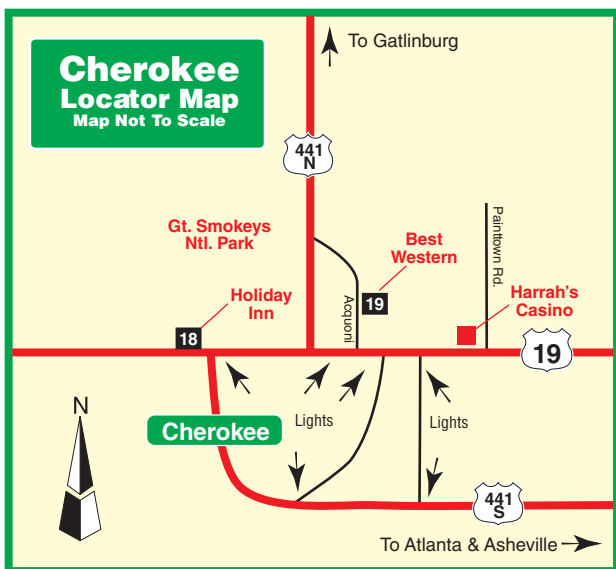 To Gatlinburg
Cherokee
Locator Map
Map Not To Scale
441
N
Gt. Smokeys
Ntl. Park
Best
Western
Painttown Rd.
Acquoni
19
Holiday
Inn
Harrah's
Casino
18
19
N
Cherokee
Lights
Lights
441
S
To Atlanta & Asheville